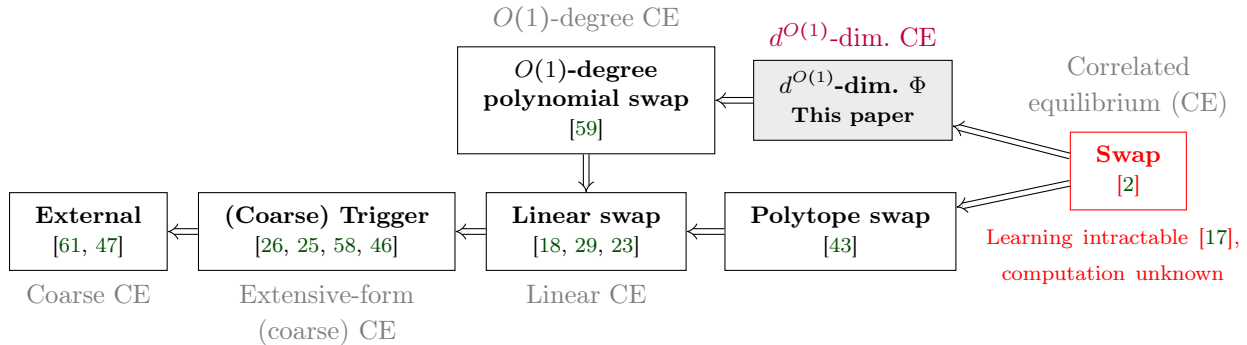 O(1)-degree CE
O(1)-degree
polynomial swap
[59]
d^{O(1)}-dim. CE
d^{O(1)}-dim. Φ
This paper
Correlated
equilibrium (CE)
Swap
[2]
Learning intractable [17],
computation unknown
External
[61, 47]
Coarse CE
(Coarse) Trigger
[26, 25, 58, 46]
Extensive-form
(coarse) CE
Linear swap
[18, 29, 23]
Linear CE
Polytope swap
[43]